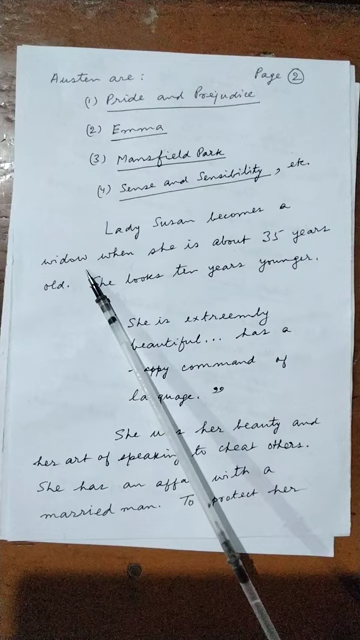 Austen are : Page 2
(1) Pride and Prejudice
(2) Emma
(3) Mansfield Park
(4) Sense and Sensibility, etc.
Lady Susan becomes a
widow when she is about 35 years
old. She looks ten years younger.
She is extreemly
beautiful... has a
command of
language."
She her beauty and
her art of speaking to cheat others.
She has an with a
married man. To protect her